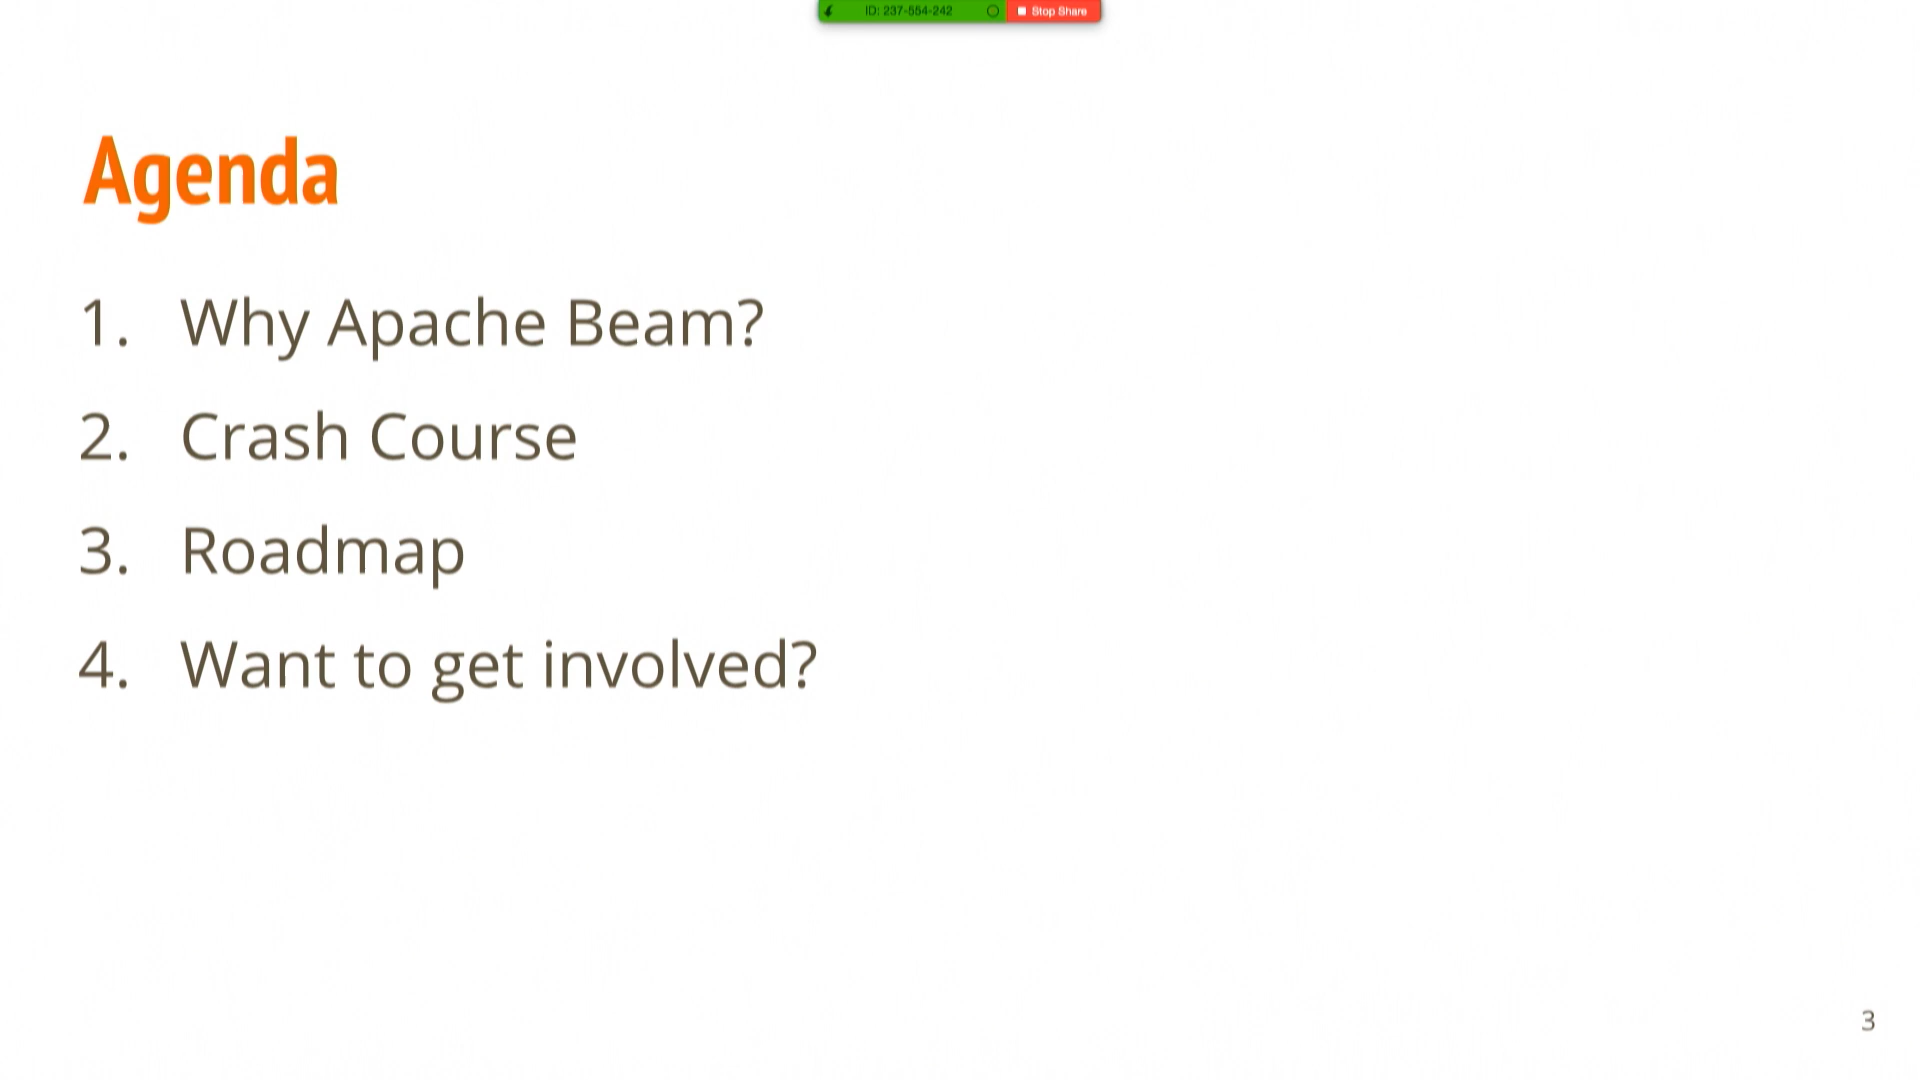 ID: 237-554-242 Stop Share
Agenda
1. Why Apache Beam?
2. Crash Course
3. Roadmap
4. Want to get involved?
3